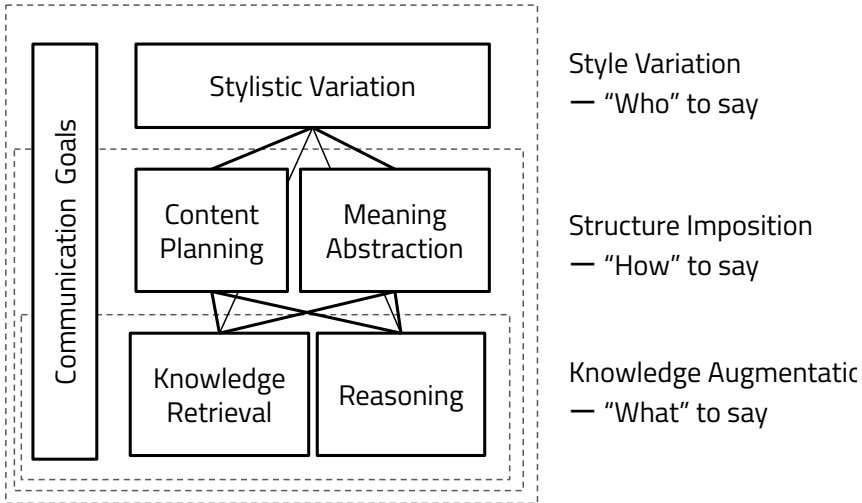 Communication Goals
Stylistic Variation
Content
Planning
Meaning
Abstraction
Knowledge
Retrieval
Reasoning
Style Variation
— “Who” to say
Structure Imposition
— “How” to say
Knowledge Augmentatio
— “What” to say